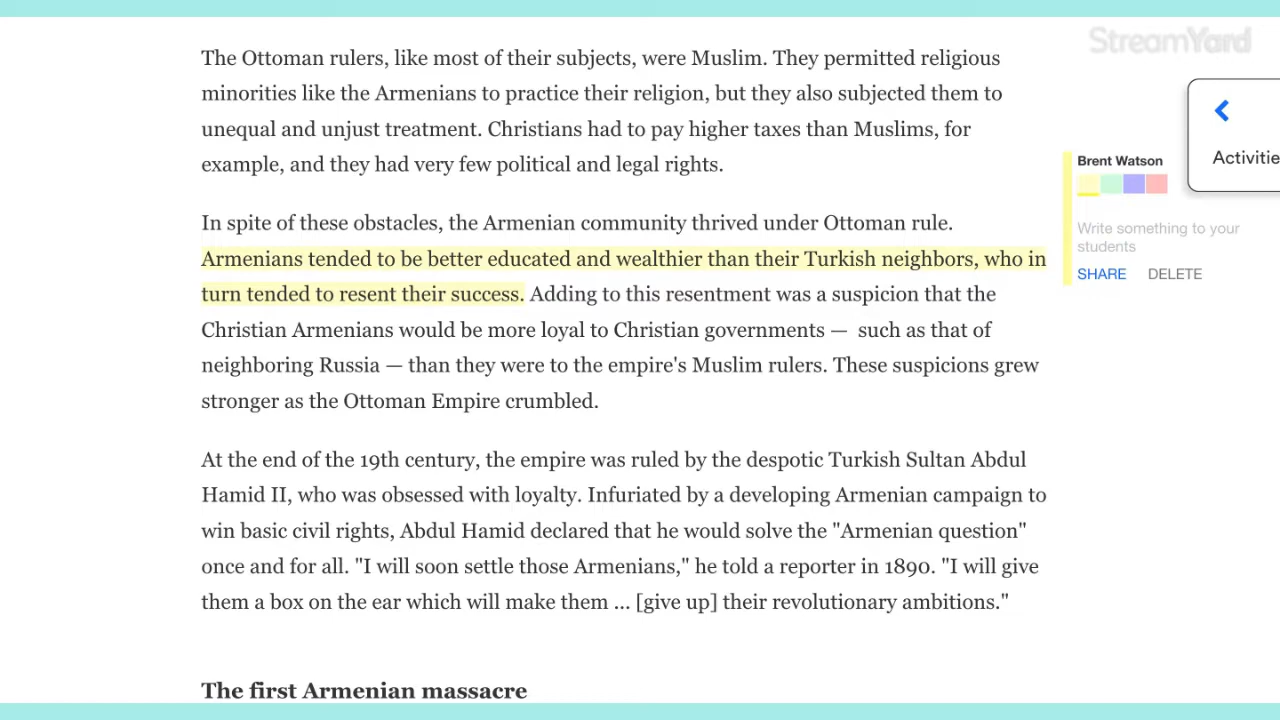 StreamYard
The Ottoman rulers, like most of their subjects, were Muslim. They permitted religious
minorities like the Armenians to practice their religion, but they also subjected them to
unequal and unjust treatment. Christians had to pay higher taxes than Muslims, for
example, and they had very few political and legal rights.
In spite of these obstacles, the Armenian community thrived under Ottoman rule.
Armenians tended to be better educated and wealthier than their Turkish neighbors, who in
turn tended to resent their success. Adding to this resentment was a suspicion that the
Christian Armenians would be more loyal to Christian governments — such as that of
neighboring Russia — than they were to the empire's Muslim rulers. These suspicions grew
stronger as the Ottoman Empire crumbled.
At the end of the 19th century, the empire was ruled by the despotic Turkish Sultan Abdul
Hamid II, who was obsessed with loyalty. Infuriated by a developing Armenian campaign to
win basic civil rights, Abdul Hamid declared that he would solve the "Armenian question"
once and for all. "I will soon settle those Armenians," he told a reporter in 1890. "I will give
them a box on the ear which will make them ... [give up] their revolutionary ambitions."
The first Armenian massacre
Brent Watson
Write something to your
students
SHARE DELETE
Activitie